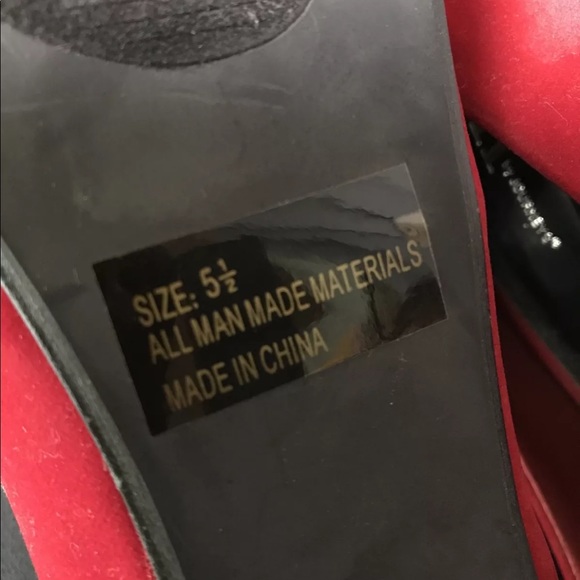 SIZE: 5½
ALL MAN MADE MATERIALS
MADE IN CHINA